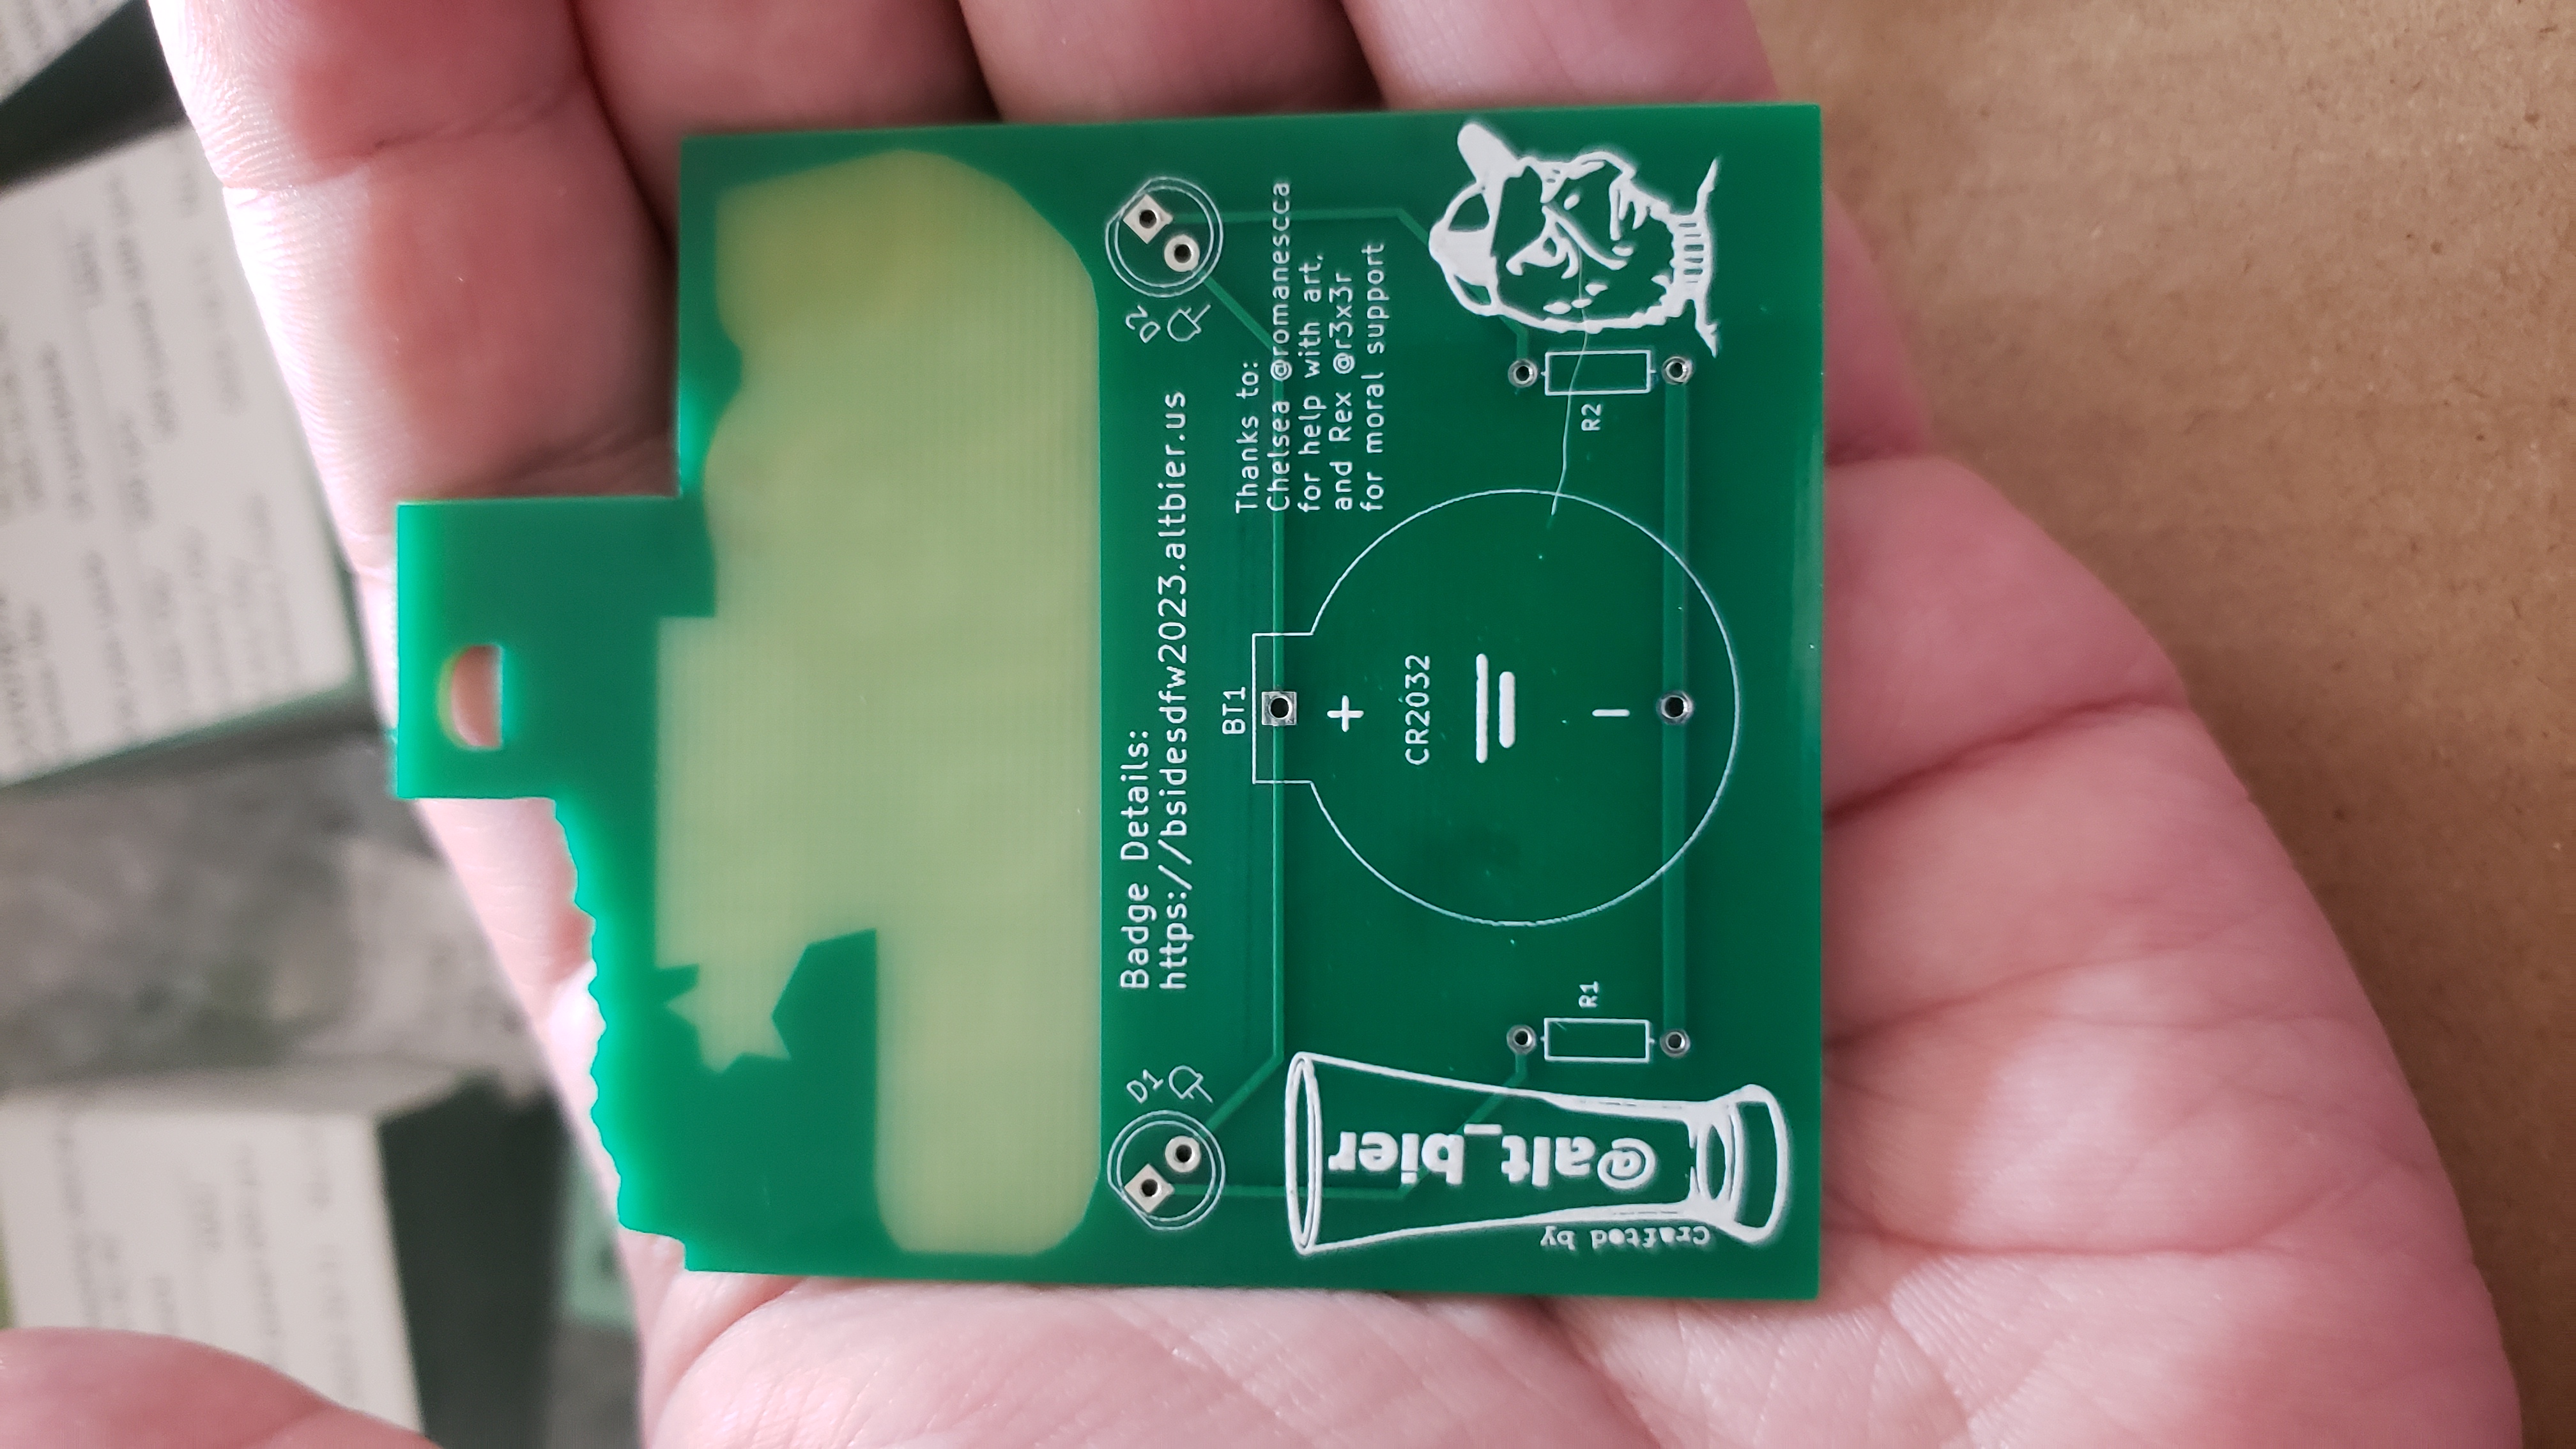 Badge Details:
https://bsidesdfw2023.altbier.us
D1
D2
BT1
Thanks to:
Chelsea @romanescca
for help with art,
and Rex @r3x3r
for moral support
+
CR2032
R1
R2
Crafted by
@alt_bier